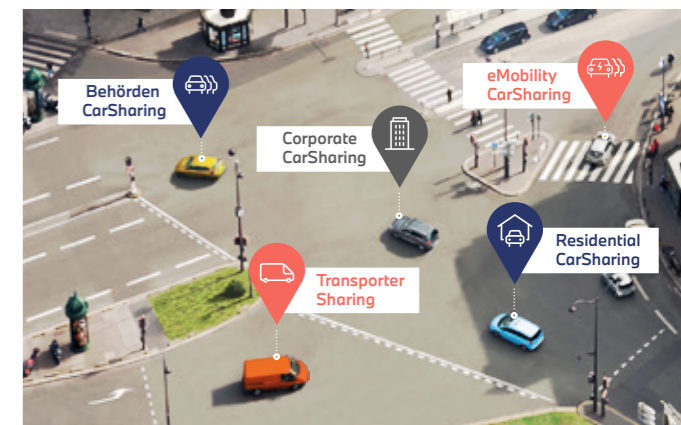 Behörden
CarSharing
eMobility
CarSharing
Corporate
CarSharing
Residential
CarSharing
Transporter
Sharing